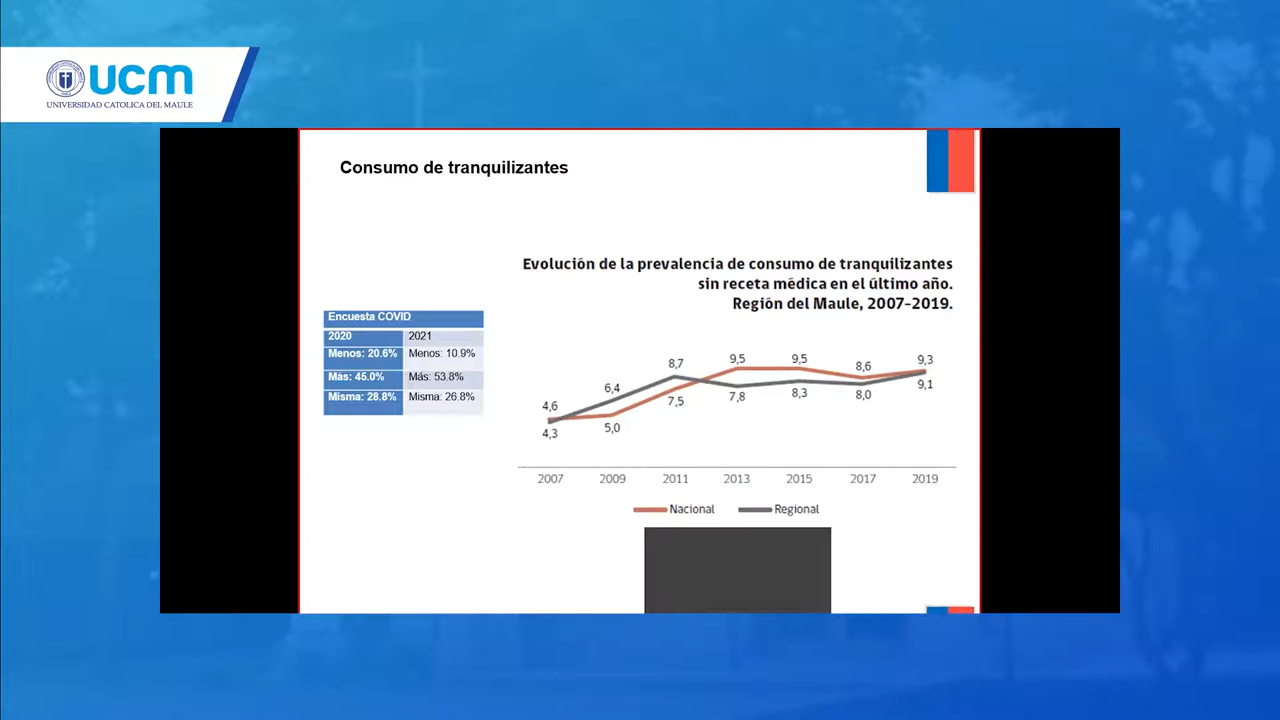 UCM
UNIVERSIDAD CATOLICA DEL MAULE
Consumo de tranquilizantes
Evolución de la prevalencia de consumo de tranquilizantes
sin receta médica en el último año.
Región del Maule, 2007-2019.
Encuesta COVID
2020 2021
Menos: 20.6% Menos: 10.9%
Más: 45.0% Más: 53.8%
Misma: 28.8% Misma: 26.8%
4,6 6,4 8,7 9,5 9,5 8,6 9,3
4,3 5,0 7,5 7,8 8,3 8,0 9,1
2007 2009 2011 2013 2015 2017 2019
Nacional Regional